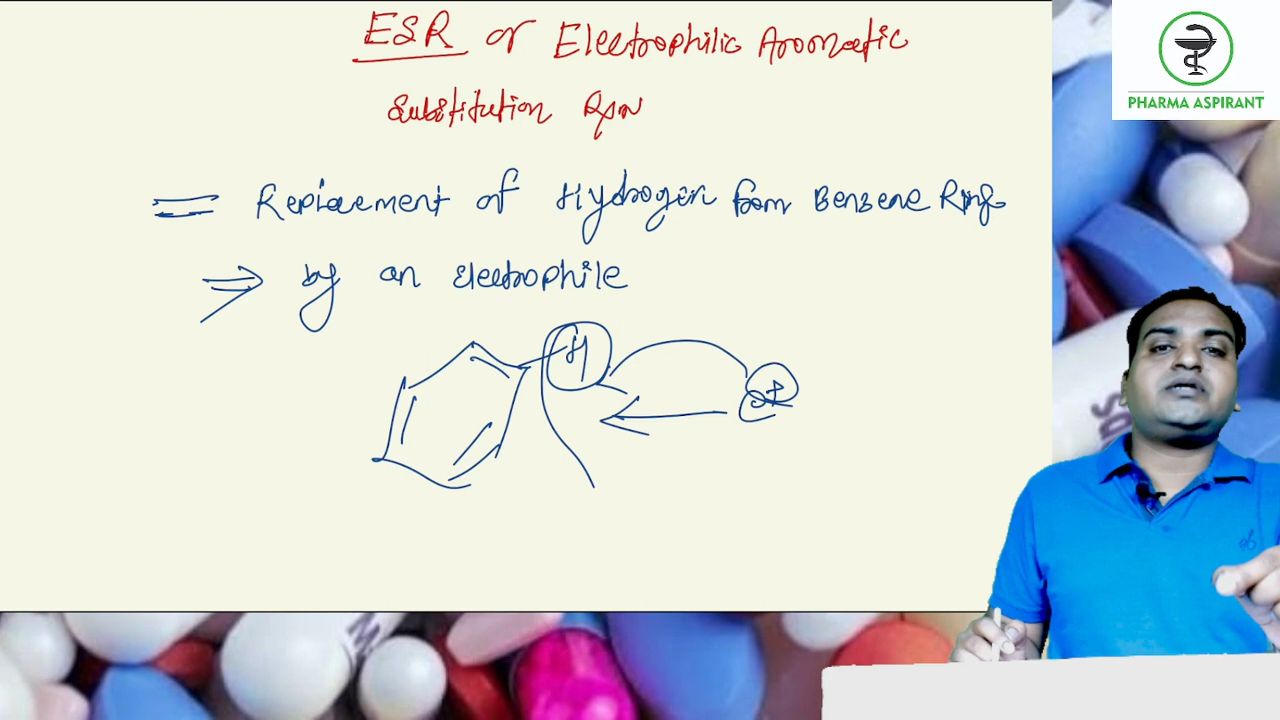 ESR or Electrophilic Aromatic
Substitution Rxn
PHARMA ASPIRANT
= Replacement of Hydrogen from Benzene Ring
⇒ by an Electrophile
H